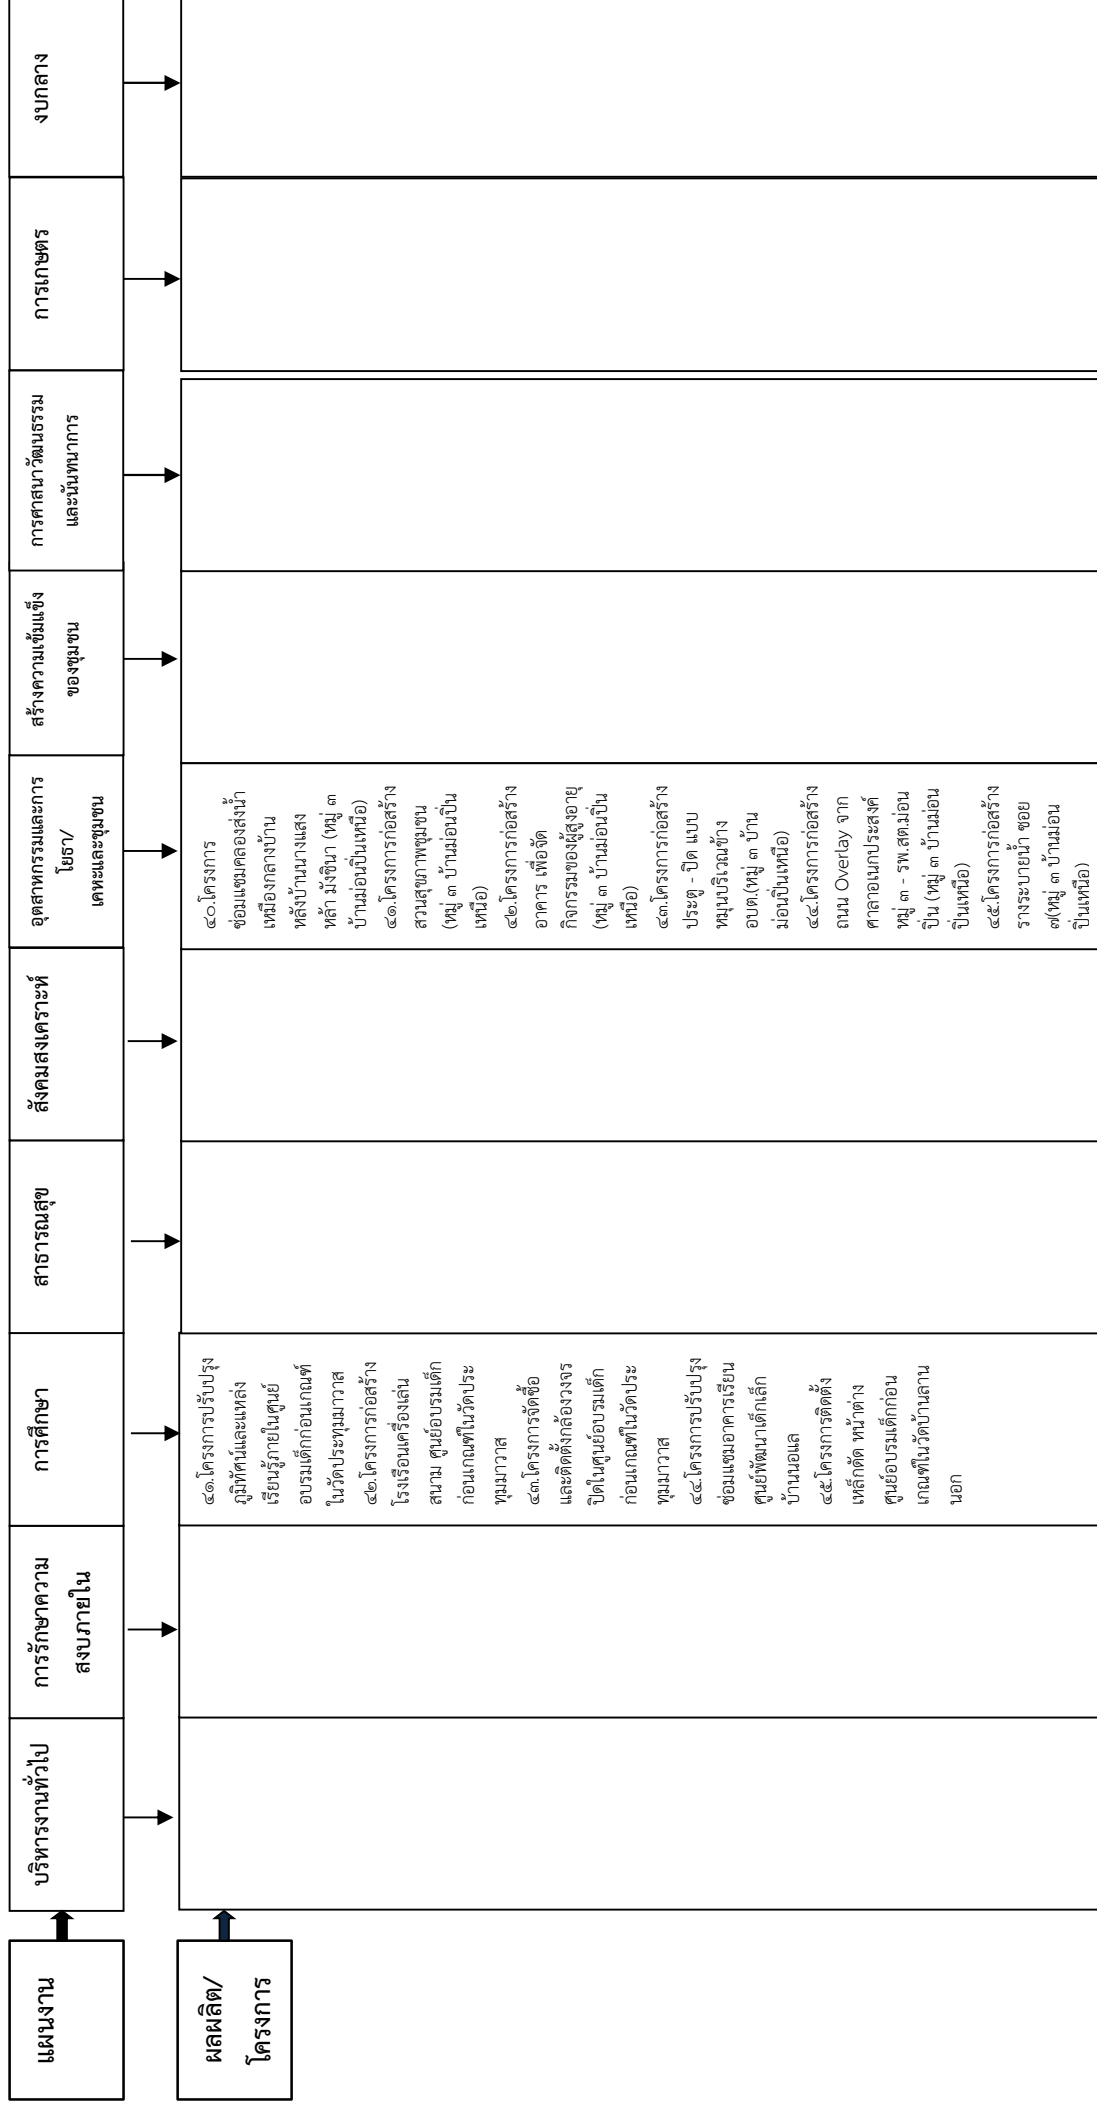 แผนงาน
บริหารงานทั่วไป
การรักษาความ
สงบภายใน
การศึกษา
สาธารณสุข
สังคมสงเคราะห์
อุตสาหกรรมและการ
โยธา/
เคหะและชุมชน
สร้างความเข้มแข็ง
ของชุมชน
การศาสนาวัฒนธรรม
และนันทนาการ
การเกษตร
งบกลาง
ผลผลิต/
โครงการ
๔๑.โครงการปรับปรุง
ภูมิทัศน์และแหล่ง
เรียนรู้ภายในศูนย์
อบรมเด็กก่อนเกณฑ์
ในวัดประทุมมาวาส
๔๒.โครงการก่อสร้าง
โรงเรือนเครื่องเล่น
สนาม ศูนย์อบรมเด็ก
ก่อนเกณฑ์ในวัดประ
ทุมมาวาส
๔๓.โครงการจัดซื้อ
และติดตั้งกล้องวงจร
ปิดในศูนย์อบรมเด็ก
ก่อนเกณฑ์ในวัดประ
ทุมมาวาส
๔๔.โครงการปรับปรุง
ซ่อมแซมอาคารเรียน
ศูนย์พัฒนาเด็กเล็ก
บ้านนอแล
๔๕.โครงการติดตั้ง
เหล็กดัด หน้าต่าง
ศูนย์อบรมเด็กก่อน
เกณฑ์ในวัดบ้านลาน
นอก
๔๐.โครงการ
ซ่อมแซมคลองส่งน้ำ
เหมืองกลางบ้าน
หลังบ้านนางแสง
หล้า มังชินา (หมู่ ๓
บ้านม่อนปิ่นเหนือ)
๔๑.โครงการก่อสร้าง
สวนสุขภาพชุมชน
(หมู่ ๓ บ้านม่อนปิ่น
เหนือ)
๔๒.โครงการก่อสร้าง
อาคาร เพื่อจัด
กิจกรรมของผู้สูงอายุ
(หมู่ ๓ บ้านม่อนปิ่น
เหนือ)
๔๓.โครงการก่อสร้าง
ประตู - ปิด แบบ
หมุนบริเวณข้าง
อบต.(หมู่ ๓ บ้าน
ม่อนปิ่นเหนือ)
๔๔.โครงการก่อสร้าง
ถนน Overlay จาก
ศาลาอเนกประสงค์
หมู่ ๓ - รพ.สต.ม่อน
ปิ่น (หมู่ ๓ บ้านม่อน
ปิ่นเหนือ)
๔๕.โครงการก่อสร้าง
รางระบายน้ำ ซอย
๗(หมู่ ๓ บ้านม่อน
ปิ่นเหนือ)